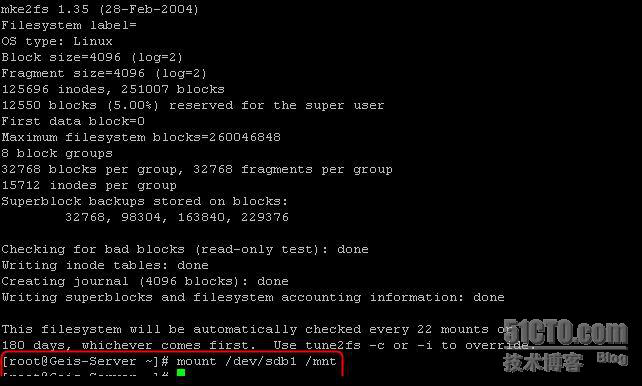 mke2fs 1.35 (28-Feb-2004)
Filesystem label=
OS type: Linux
Block size=4096 (log=2)
Fragment size=4096 (log=2)
125696 inodes, 251007 blocks
12550 blocks (5.00%) reserved for the super user
First data block=0
Maximum filesystem blocks=260046848
8 block groups
32768 blocks per group, 32768 fragments per group
15712 inodes per group
Superblock backups stored on blocks:
32768, 98304, 163840, 229376
Checking for bad blocks (read-only test): done
Writing inode tables: done
Creating journal (4096 blocks): done
Writing superblocks and filesystem accounting information: done
This filesystem will be automatically checked every 22 mounts or
180 days, whichever comes first. Use tune2fs -c or -i to override.
[root@Geis-Server ~]# mount /dev/sdb1 /mnt
[root@Geis-Server ~]#
51CTO.com
技术博客 Blog